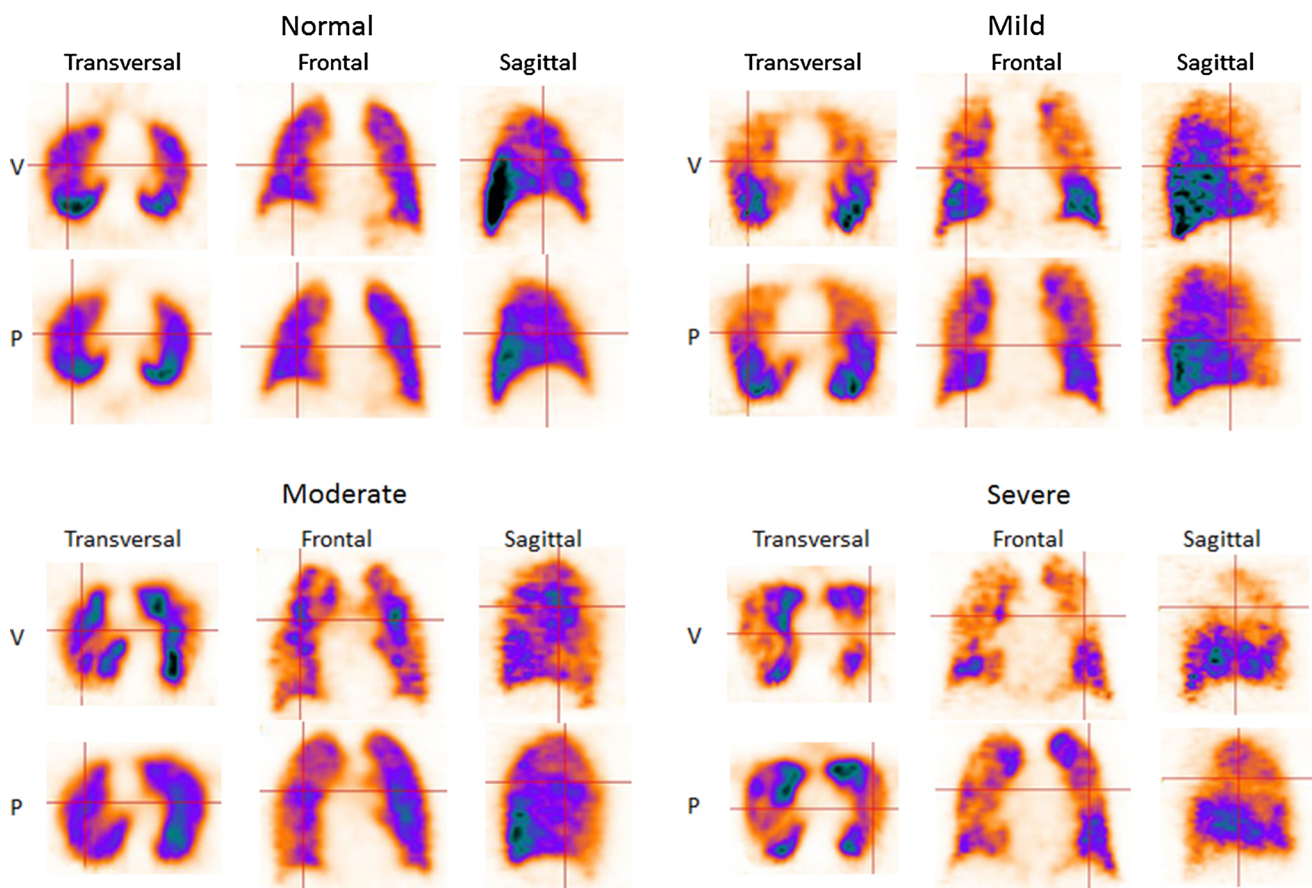 Normal
Transversal Frontal Sagittal
V
P
Mild
Transversal Frontal Sagittal
Moderate
Transversal Frontal Sagittal
V
P
Severe
Transversal Frontal Sagittal
V
P